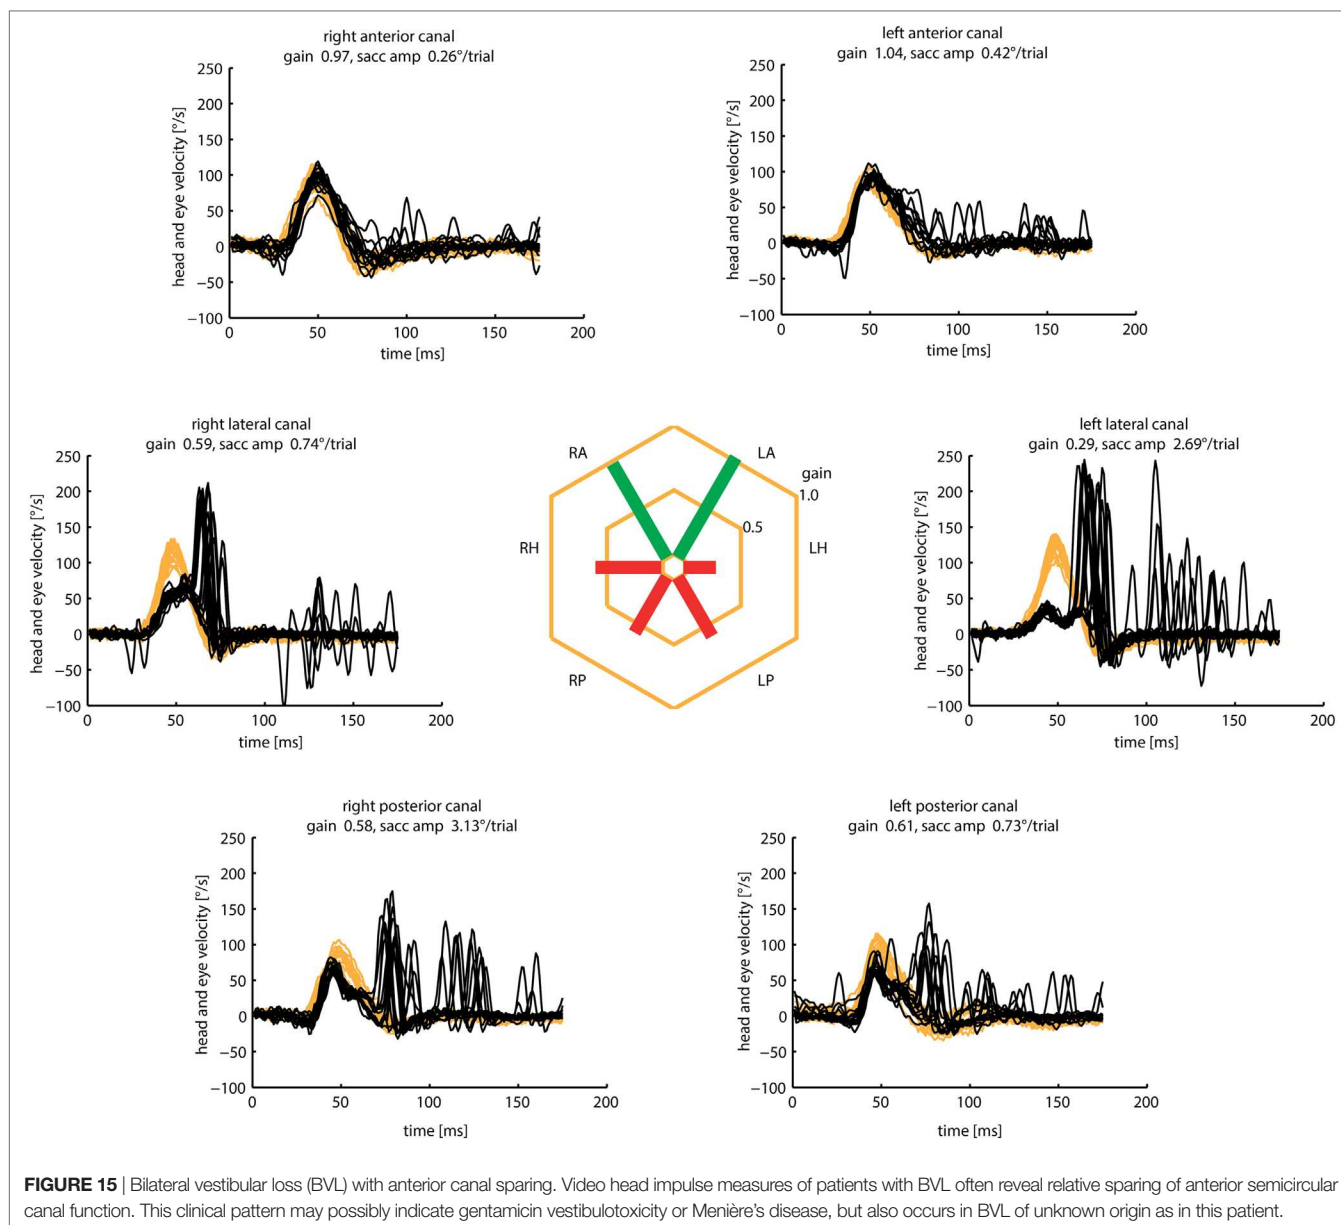 right anterior canal
gain 0.97, sacc amp 0.26°/trial
250
200
150
100
50
0
−50
−100
head and eye velocity [°/s]
0
50
100
150
200
time [ms]
left anterior canal
gain 1.04, sacc amp 0.42°/trial
250
200
150
100
50
0
−50
−100
head and eye velocity [°/s]
0
50
100
150
200
time [ms]
right lateral canal
gain 0.59, sacc amp 0.74°/trial
250
200
150
100
50
0
−50
−100
head and eye velocity [°/s]
0
50
100
150
200
time [ms]
RA
LA
gain
1.0
0.5
RH
LH
RP
LP
left lateral canal
gain 0.29, sacc amp 2.69°/trial
250
200
150
100
50
0
−50
−100
head and eye velocity [°/s]
0
50
100
150
200
time [ms]
right posterior canal
gain 0.58, sacc amp 3.13°/trial
250
200
150
100
50
0
−50
−100
head and eye velocity [°/s]
0
50
100
150
200
time [ms]
left posterior canal
gain 0.61, sacc amp 0.73°/trial
250
200
150
100
50
0
−50
−100
head and eye velocity [°/s]
0
50
100
150
200
time [ms]
FIGURE 15 | Bilateral vestibular loss (BVL) with anterior canal sparing. Video head impulse measures of patients with BVL often reveal relative sparing of anterior semicircular
canal function. This clinical pattern may possibly indicate gentamicin vestibulotoxicity or Menière's disease, but also occurs in BVL of unknown origin as in this patient.